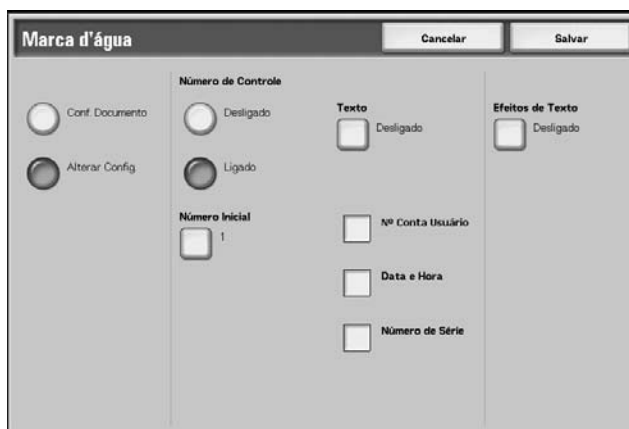 Marca d'água
Cancelar
Salvar
Conf. Documento
Alterar Config.
Número de Controle
Desligado
Ligado
Número Inicial
1
Texto
Desligado
Nº Conta Usuário
Data e Hora
Número de Série
Efeitos de Texto
Desligado